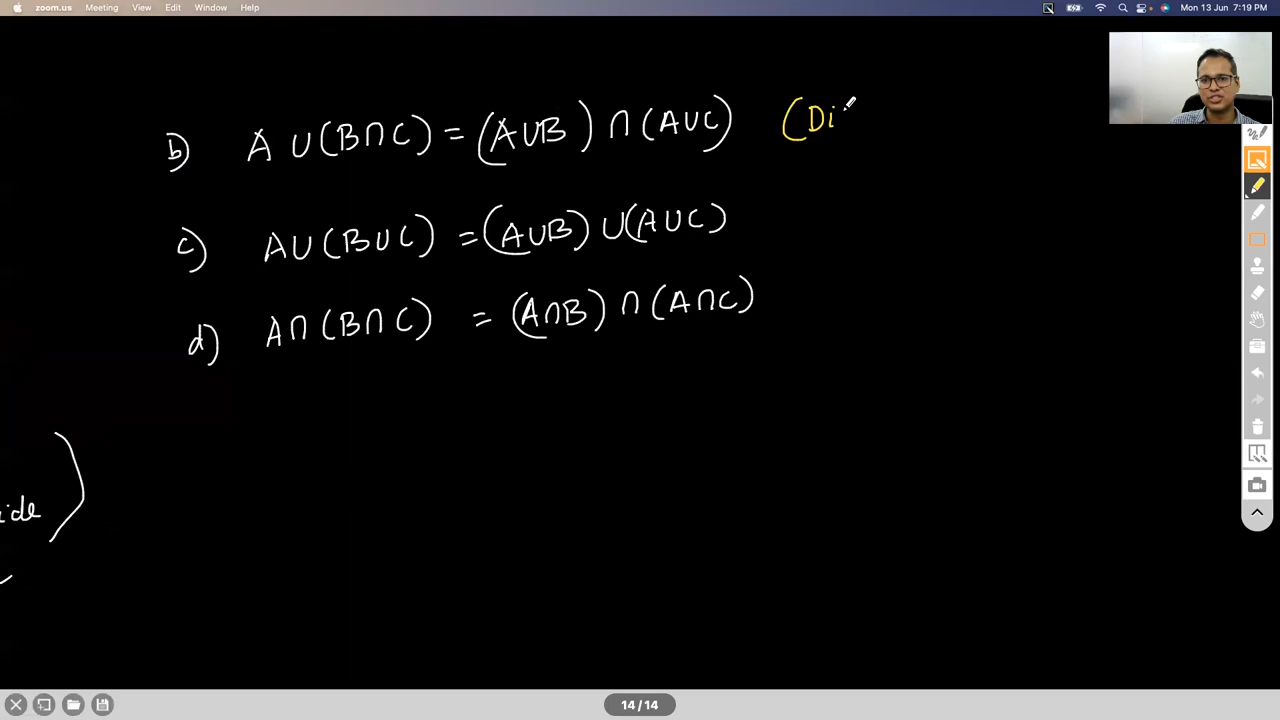 zoom.us Meeting View Edit Window Help Mon 13 Jun 7:19 PM
b) A ∪ (B ∩ C) = (A ∪ B) ∩ (A ∪ C) (Di
c) A ∪ (B ∪ C) = (A ∪ B) ∪ (A ∪ C)
d) A ∩ (B ∩ C) = (A ∩ B) ∩ (A ∩ C)
ide
14 / 14